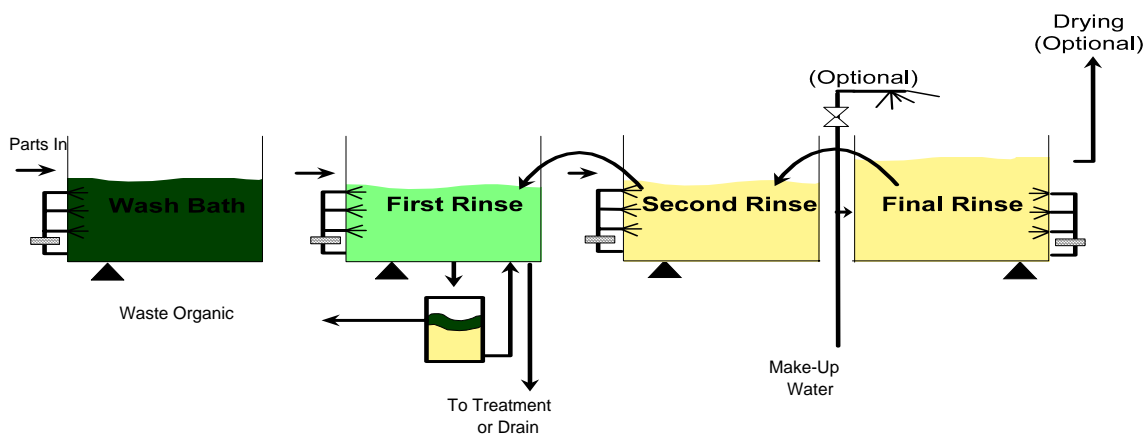 Drying
(Optional)
(Optional)
Parts In
Wash Bath
First Rinse
Second Rinse
Final Rinse
Waste Organic
Make-Up
Water
To Treatment
or Drain